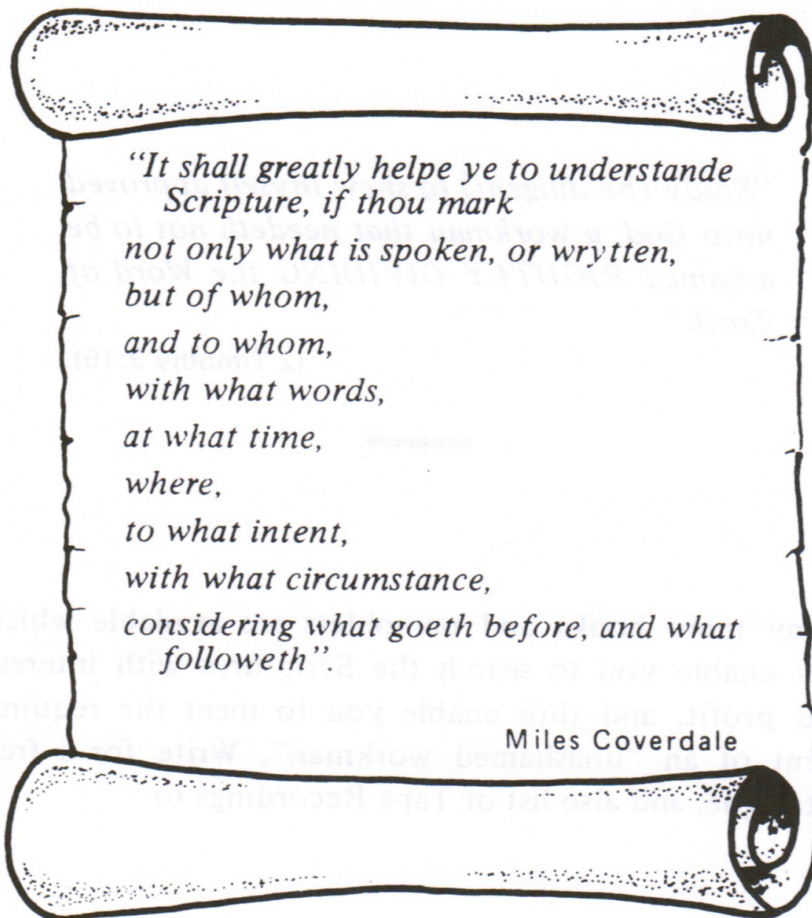 “It shall greatly helpe ye to understande
Scripture, if thou mark
not only what is spoken, or wrytten,
but of whom,
and to whom,
with what words,
at what time,
where,
to what intent,
with what circumstance,
considering what goeth before, and what
followeth”.
Miles Coverdale